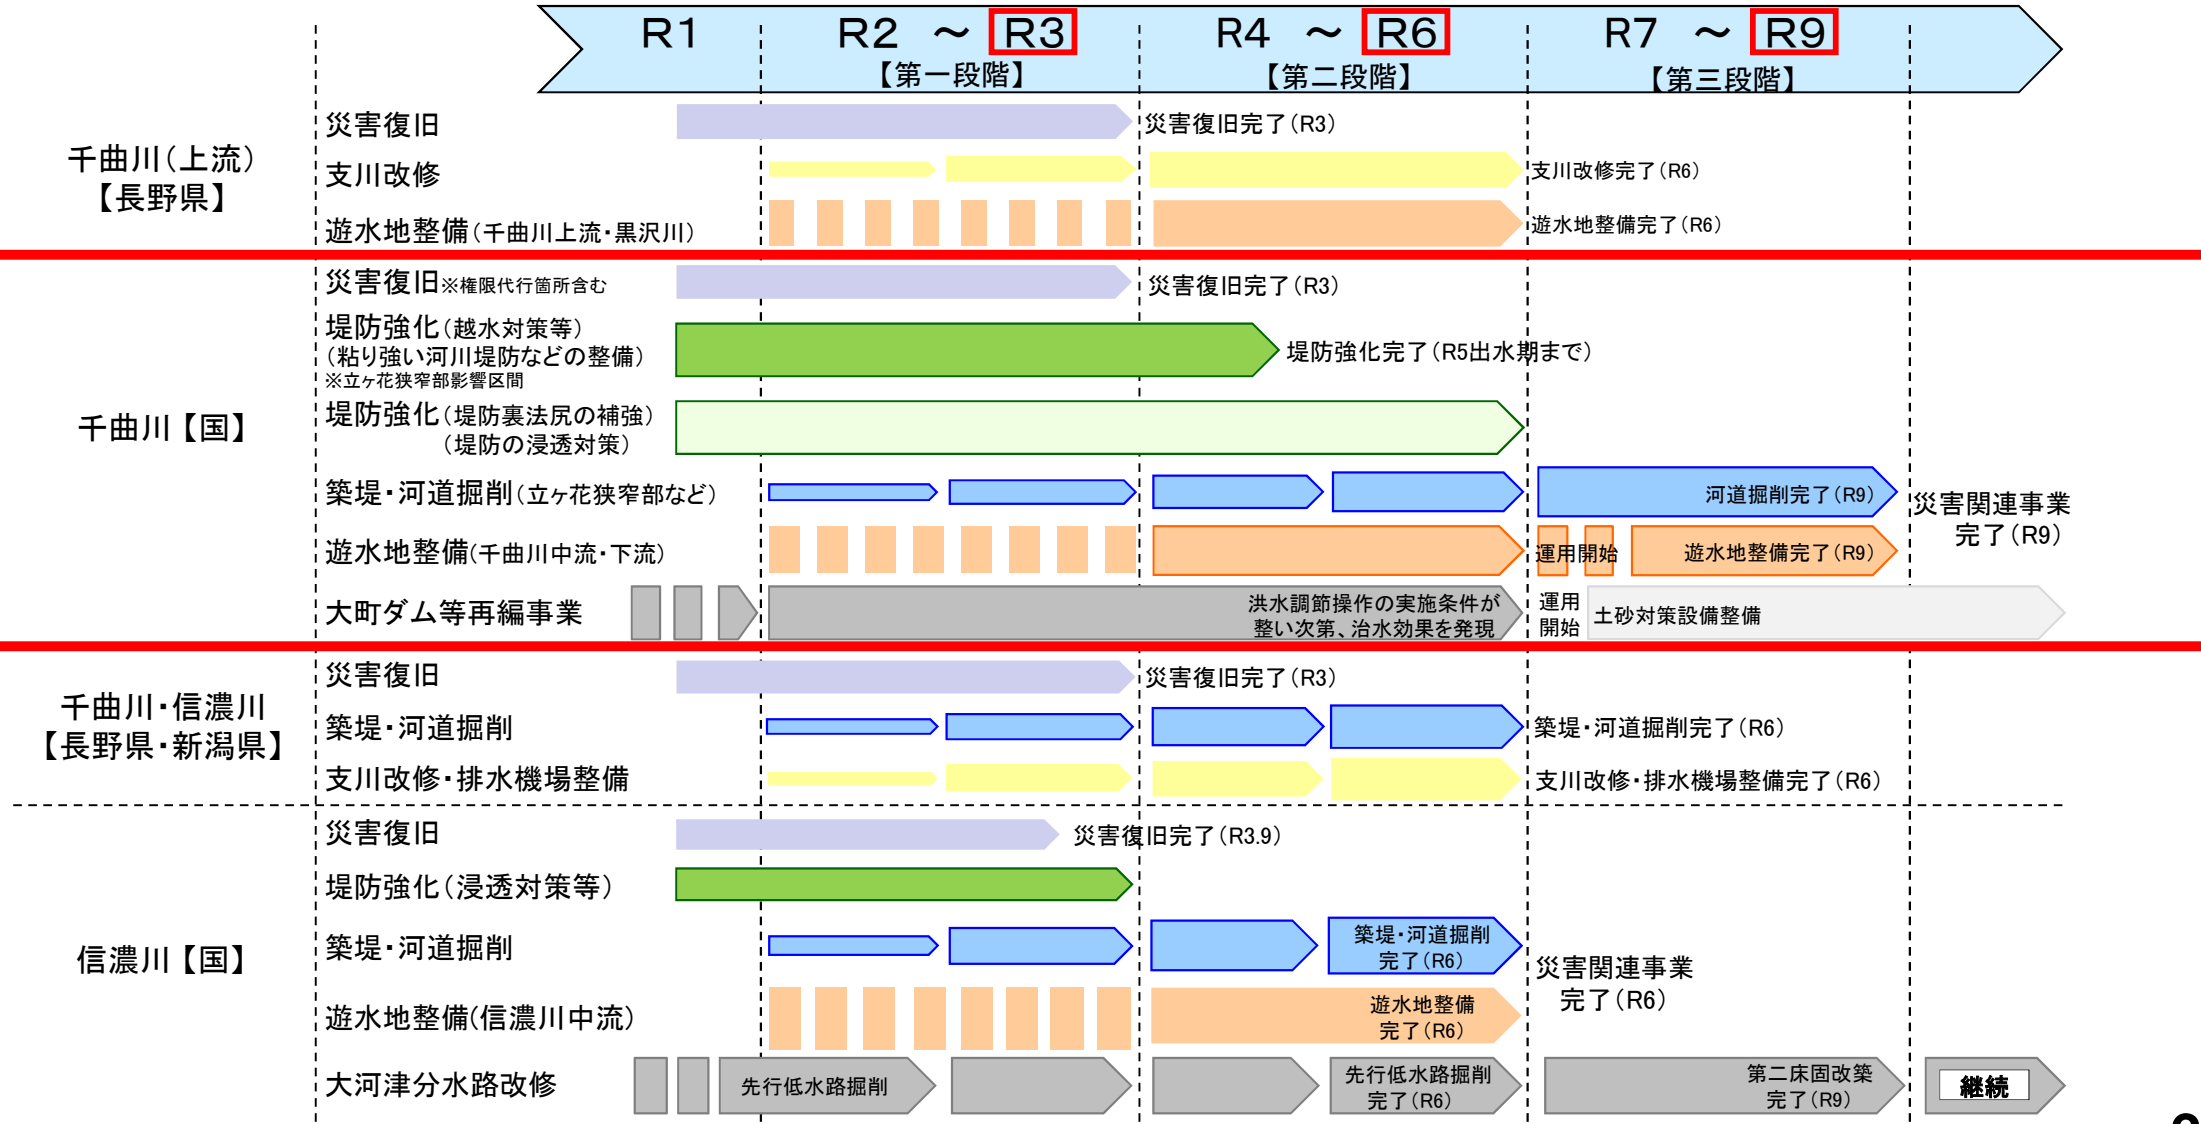 R1
R2 ～ R3
【第一段階】
R4 ～ R6
【第二段階】
R7 ～ R9
【第三段階】
千曲川（上流）
【長野県】
災害復旧
災害復旧完了（R3）
支川改修
支川改修完了（R6）
遊水地整備（千曲川上流・黒沢川）
遊水地整備完了（R6）
千曲川【国】
災害復旧※権限代行箇所含む
災害復旧完了（R3）
堤防強化（越水対策等）
（粘り強い河川堤防などの整備）
※立ヶ花狭窄部影響区間
堤防強化完了（R5出水期まで）
堤防強化（堤防裏法尻の補強）
（堤防の浸透対策）
築堤・河道掘削（立ヶ花狭窄部など）
河道掘削完了（R9）
遊水地整備（千曲川中流・下流）
運用開始
遊水地整備完了（R9）
災害関連事業
完了（R9）
大町ダム等再編事業
洪水調節操作の実施条件が
整い次第、治水効果を発現
運用
開始
土砂対策設備整備
千曲川・信濃川
【長野県・新潟県】
災害復旧
災害復旧完了（R3）
築堤・河道掘削
築堤・河道掘削完了（R6）
支川改修・排水機場整備
支川改修・排水機場整備完了（R6）
信濃川【国】
災害復旧
災害復旧完了（R3.9）
堤防強化（浸透対策等）
築堤・河道掘削
築堤・河道掘削
完了（R6）
遊水地整備（信濃川中流）
遊水地整備
完了（R6）
災害関連事業
完了（R6）
大河津分水路改修
先行低水路掘削
先行低水路掘削
完了（R6）
第二床固改築
完了（R9）
継続